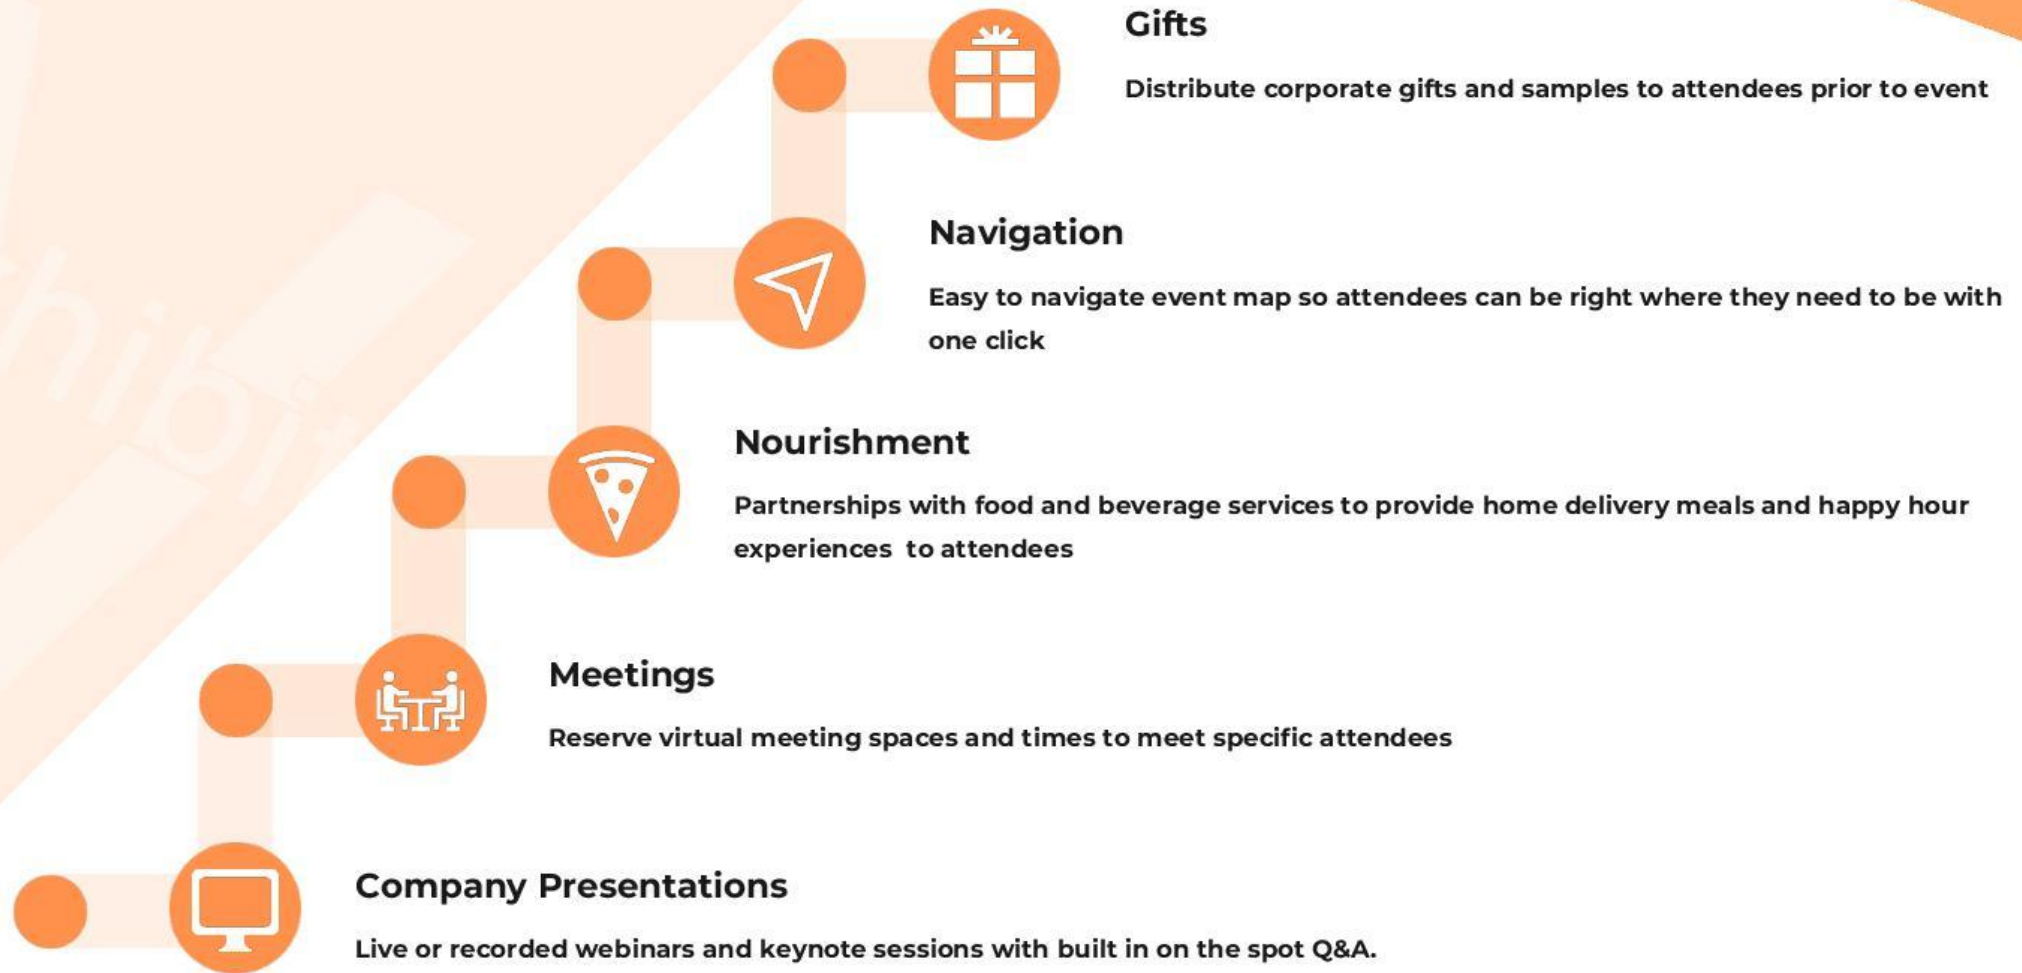 Gifts
Distribute corporate gifts and samples to attendees prior to event
Navigation
Easy to navigate event map so attendees can be right where they need to be with
one click
Nourishment
Partnerships with food and beverage services to provide home delivery meals and happy hour
experiences to attendees
Meetings
Reserve virtual meeting spaces and times to meet specific attendees
Company Presentations
Live or recorded webinars and keynote sessions with built in on the spot Q&A.